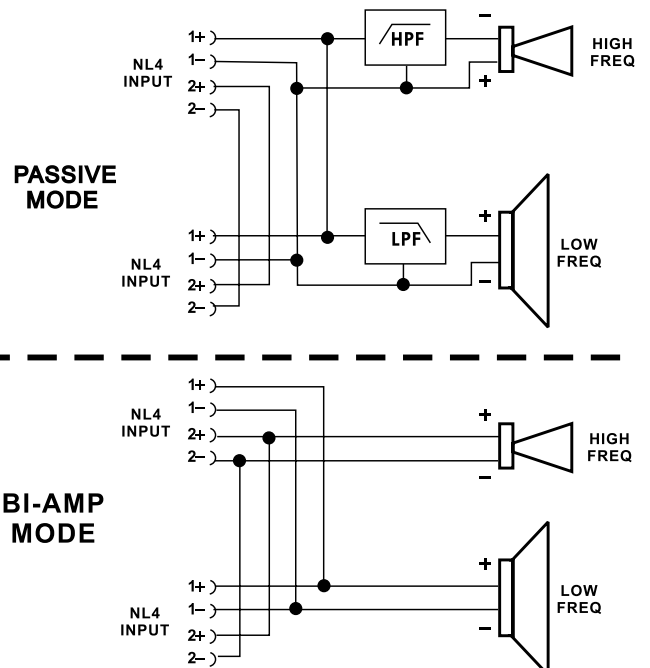 PASSIVE
MODE
NL4
INPUT
1+
1−
2+
2−
HPF
−
+
HIGH
FREQ
NL4
INPUT
1+
1−
2+
2−
LPF
+
−
LOW
FREQ
BI-AMP
MODE
NL4
INPUT
1+
1−
2+
2−
+
−
HIGH
FREQ
NL4
INPUT
1+
1−
2+
2−
+
−
LOW
FREQ